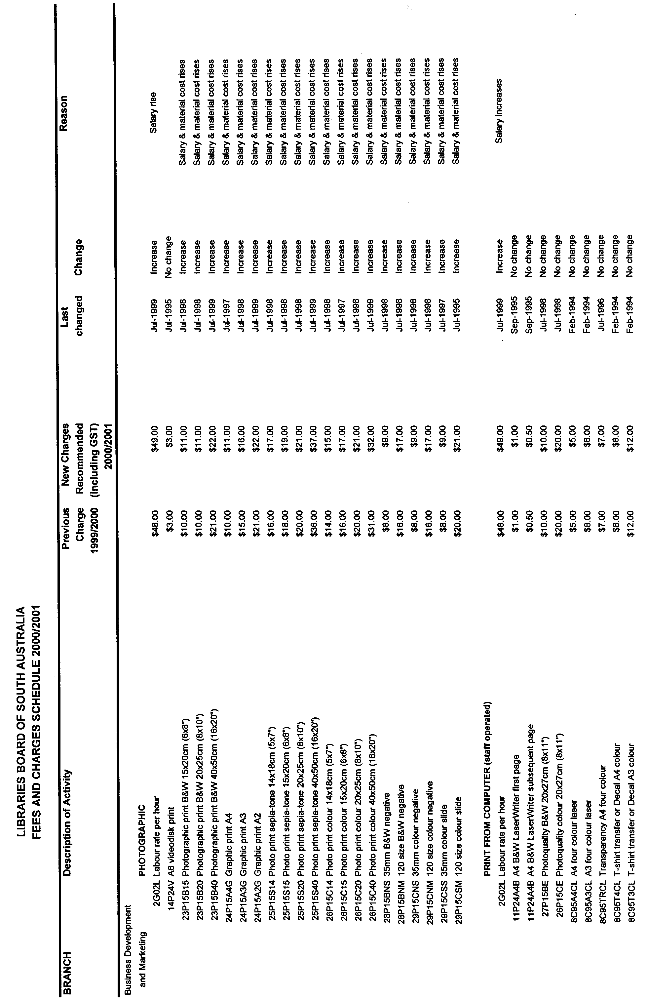 LIBRARIES BOARD OF SOUTH AUSTRALIA
FEES AND CHARGES SCHEDULE 2000/2001
BRANCH Description of Activity Previous New Charges Last Reason
Charge Recommended changed Change
1999/2000 (including GST)
2000/2001
Business Development
and Marketing PHOTOGRAPHIC
2G02L Labour rate per hour $48.00 $49.00 Jul-1999 Increase Salary rise
14P24V A6 videodisk print $3.00 $3.00 Jul-1995 No change
23P15B15 Photographic print B&W 15x20cm (6x8") $10.00 $11.00 Jul-1998 Increase Salary & material cost rises
23P15B20 Photographic print B&W 20x25cm (8x10") $10.00 $11.00 Jul-1998 Increase Salary & material cost rises
23P15B40 Photographic print B&W 40x50cm (16x20") $21.00 $22.00 Jul-1999 Increase Salary & material cost rises
24P15A4G Graphic print A4 $10.00 $11.00 Jul-1997 Increase Salary & material cost rises
24P15A3G Graphic print A3 $15.00 $16.00 Jul-1998 Increase Salary & material cost rises
24P15A2G Graphic print A2 $21.00 $22.00 Jul-1999 Increase Salary & material cost rises
25P15S14 Photo print sepia-tone 14x18cm (5x7") $16.00 $17.00 Jul-1998 Increase Salary & material cost rises
25P15S15 Photo print sepia-tone 15x20cm (6x8") $18.00 $19.00 Jul-1998 Increase Salary & material cost rises
25P15S20 Photo print sepia-tone 20x25cm (8x10") $20.00 $21.00 Jul-1998 Increase Salary & material cost rises
25P15S40 Photo print sepia-tone 40x50cm (16x20") $36.00 $37.00 Jul-1999 Increase Salary & material cost rises
26P15C14 Photo print colour 14x18cm (5x7") $14.00 $15.00 Jul-1998 Increase Salary & material cost rises
26P15C15 Photo print colour 15x20cm (6x8") $16.00 $17.00 Jul-1997 Increase Salary & material cost rises
26P15C20 Photo print colour 20x25cm (8x10") $20.00 $21.00 Jul-1998 Increase Salary & material cost rises
26P15C40 Photo print colour 40x50cm (16x20") $31.00 $32.00 Jul-1999 Increase Salary & material cost rises
28P15BNS 35mm B&W negative $8.00 $9.00 Jul-1998 Increase Salary & material cost rises
28P15BNM 120 size B&W negative $16.00 $17.00 Jul-1998 Increase Salary & material cost rises
29P15CNS 35mm colour negative $8.00 $9.00 Jul-1998 Increase Salary & material cost rises
29P15CNM 120 size colour negative $16.00 $17.00 Jul-1998 Increase Salary & material cost rises
29P15CSS 35mm colour slide $8.00 $9.00 Jul-1997 Increase Salary & material cost rises
29P15CSM 120 size colour slide $20.00 $21.00 Jul-1995 Increase Salary & material cost rises
PRINT FROM COMPUTER (staff operated)
2G02L Labour rate per hour $48.00 $49.00 Jul-1999 Increase Salary increases
11P24A4B A4 B&W LaserWriter first page $1.00 $1.00 Sep-1995 No change
11P24A4B A4 B&W LaserWriter subsequent page $0.50 $0.50 Sep-1995 No change
27P15BE Photoquality B&W 20x27cm (8x11") $10.00 $10.00 Jul-1998 No change
26P15CE Photoquality colour 20x27cm (8x11") $20.00 $20.00 Jul-1998 No change
8C95A4CL A4 four colour laser $5.00 $5.00 Feb-1994 No change
8C95A3CL A3 four colour laser $8.00 $8.00 Feb-1994 No change
8C95TRCL Transparency A4 four colour $7.00 $7.00 Jul-1996 No change
8C95T4CL T-shirt transfer or Decal A4 colour $8.00 $8.00 Feb-1994 No change
8C95T3CL T-shirt transfer or Decal A3 colour $12.00 $12.00 Feb-1994 No change